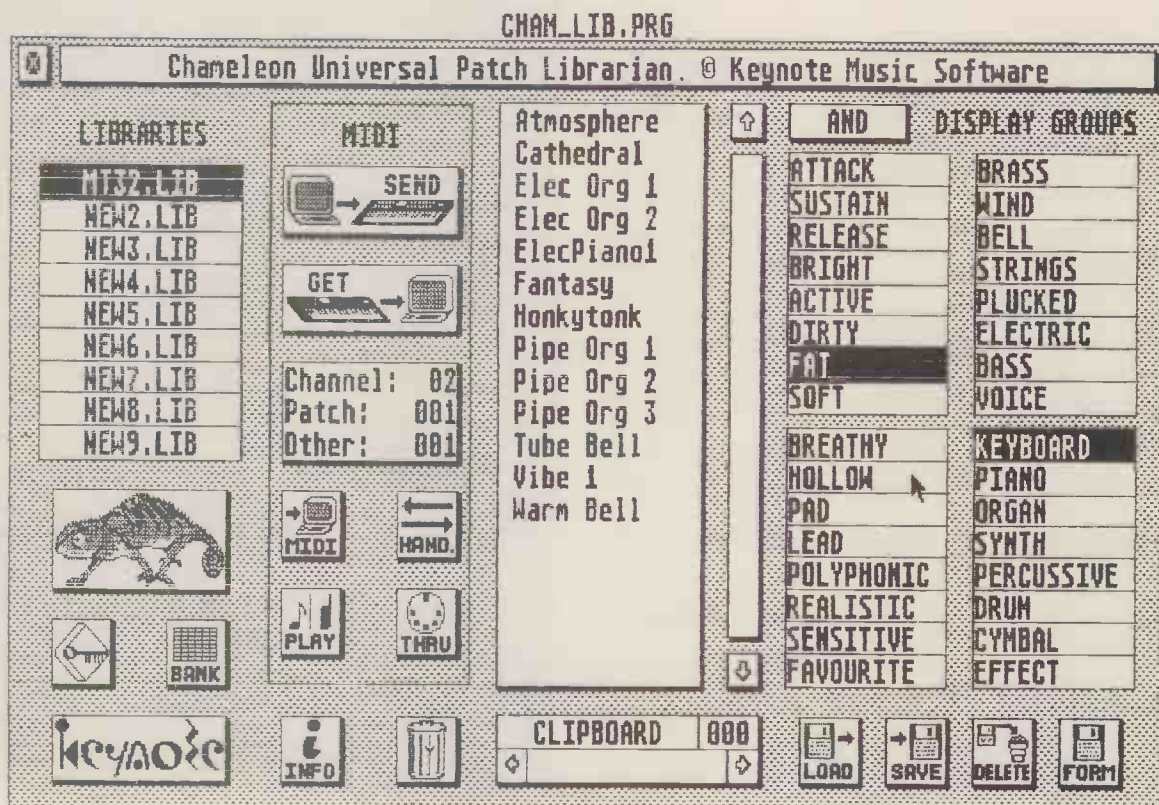 CHAM_LIB.PRG
Chameleon Universal Patch Librarian. © Keynote Music Software
LIBRARIES
MT32.LIB
NEW2.LIB
NEW3.LIB
NEW4.LIB
NEW5.LIB
NEW6.LIB
NEW7.LIB
NEW8.LIB
NEW9.LIB
BANK
keynote
MIDI
SEND
GET
Channel: 02
Patch: 001
Other: 001
MIDI
HAND.
PLAY
THRU
INFO
Atmosphere
Cathedral
Elec Org 1
Elec Org 2
ElecPiano1
Fantasy
Honkytonk
Pipe Org 1
Pipe Org 2
Pipe Org 3
Tube Bell
Vibe 1
Warm Bell
CLIPBOARD 000
AND DISPLAY GROUPS
ATTACK
SUSTAIN
RELEASE
BRIGHT
ACTIVE
DIRTY
FAT
SOFT
BREATHY
HOLLOW
PAD
LEAD
POLYPHONIC
REALISTIC
SENSITIVE
FAVOURITE
BRASS
WIND
BELL
STRINGS
PLUCKED
ELECTRIC
BASS
VOICE
KEYBOARD
PIANO
ORGAN
SYNTH
PERCUSSIVE
DRUM
CYMBAL
EFFECT
LOAD
SAVE
DELETE
FORM